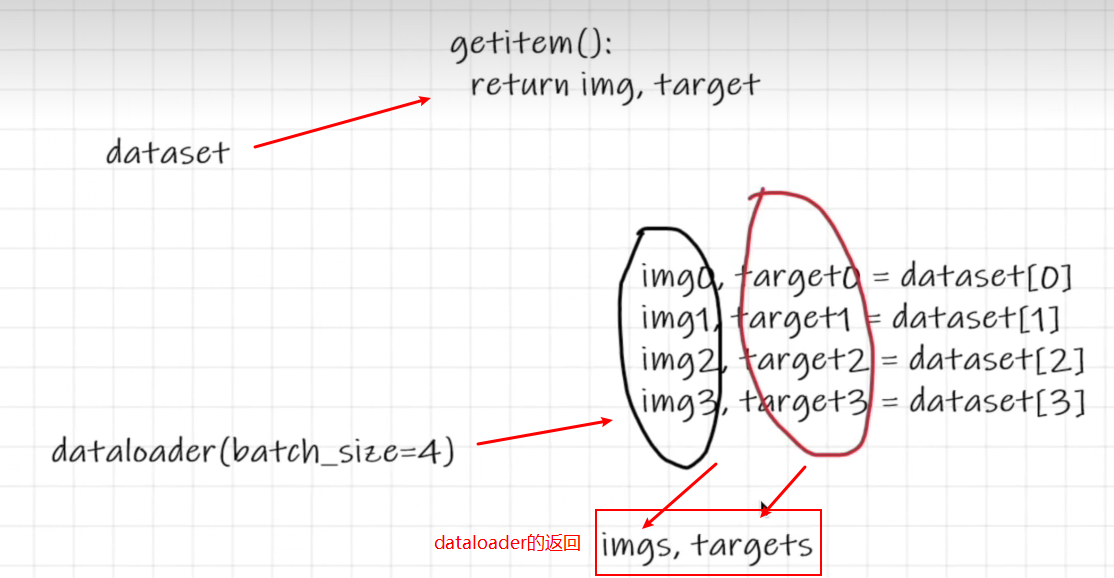 getitem():
return img, target
dataset
img0, target0 = dataset[0]
img1, target1 = dataset[1]
img2, target2 = dataset[2]
img3, target3 = dataset[3]
dataloader(batch_size=4)
dataloader的返回
imgs, targets